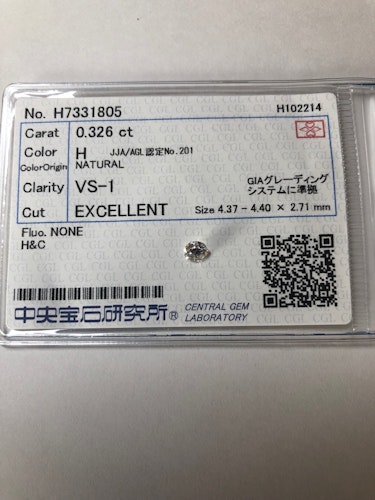 No. H7331805 HI02214
Carat 0.326 ct
Color H JJA/AGL認定No.201
ColorOrigin NATURAL
Clarity VS-1 GIAグレーディング
システムに準拠
Cut EXCELLENT Size 4.37 - 4.40 × 2.71 mm
Fluo. NONE
H&C
中央宝石研究所® CENTRAL GEM
LABORATORY